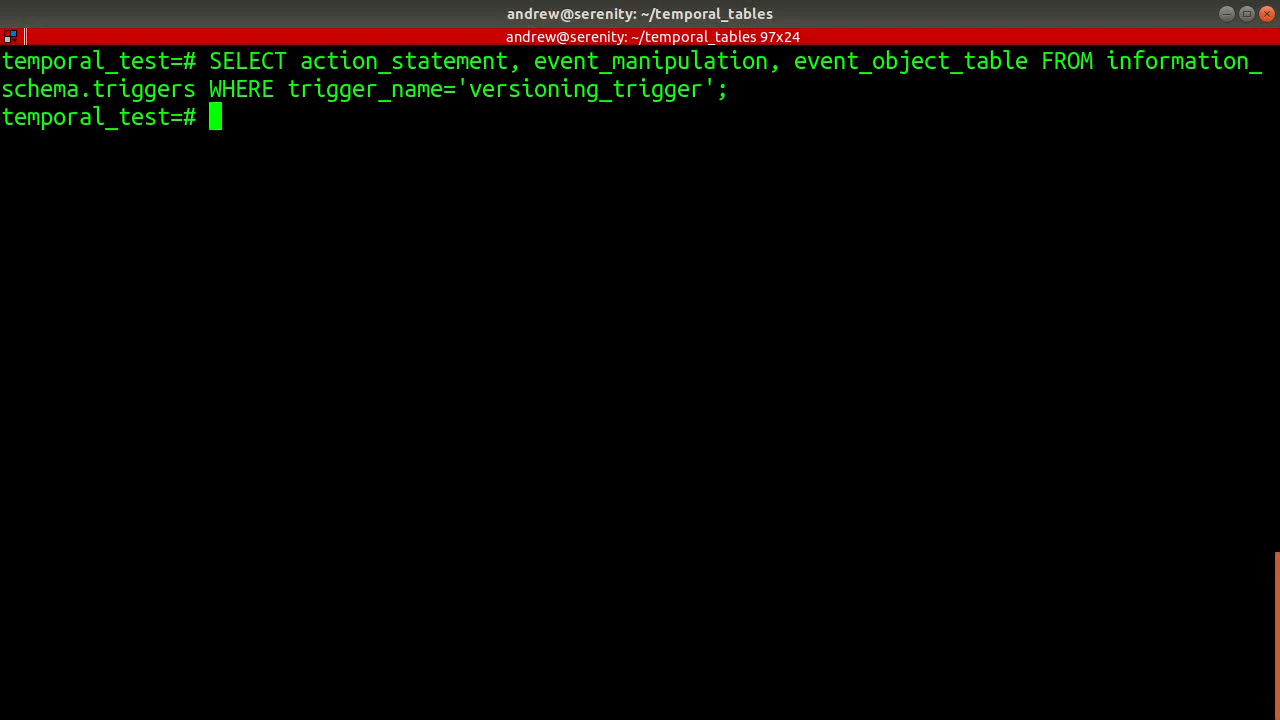 andrew@serenity: ~/temporal_tables
andrew@serenity: ~/temporal_tables 97x24
temporal_test=# SELECT action_statement, event_manipulation, event_object_table FROM information_
schema.triggers WHERE trigger_name='versioning_trigger';
temporal_test=#